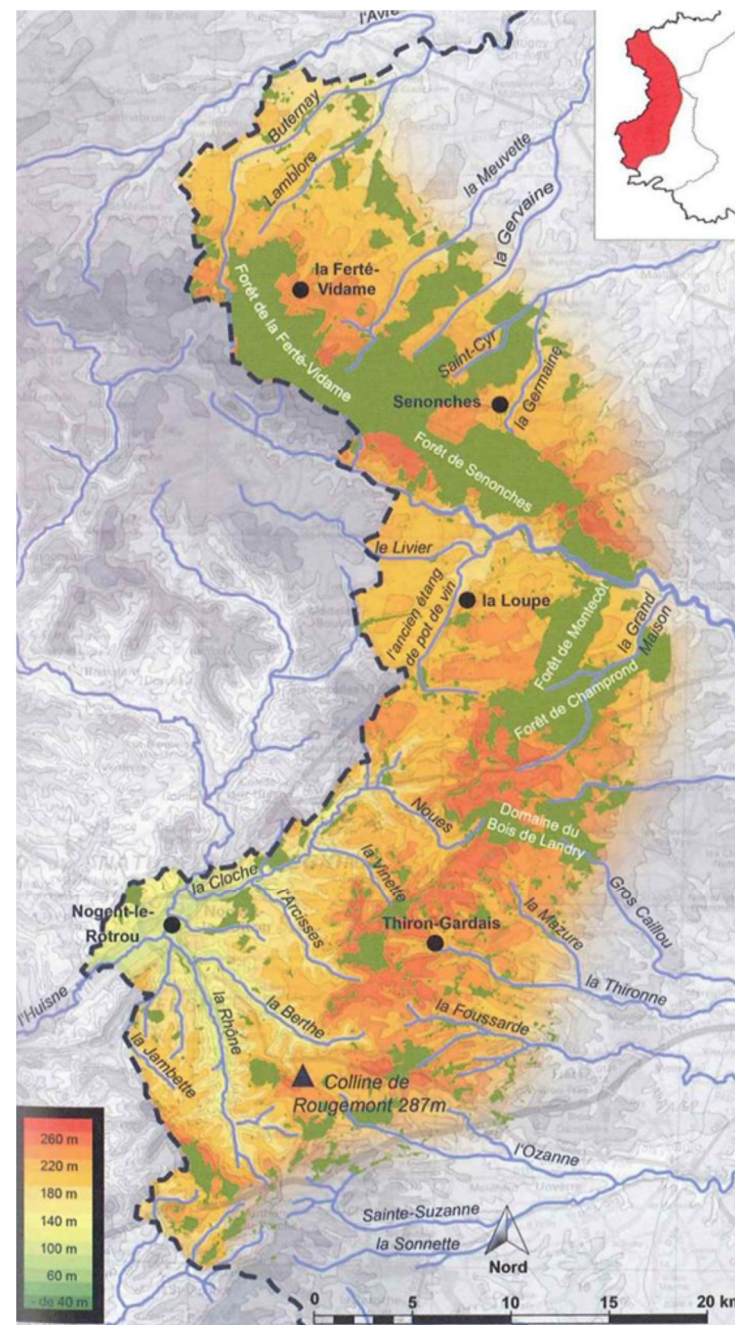 l'Avre
Buternay
Lamblore
la Meuvette
la Gervaine
la Ferté-
Vidame
Forêt de la Ferté-Vidame
Saint-Cyr
la Germaine
Senonches
Forêt de Senonches
le Livier
l'ancien étang
de pot de vin
la Loupe
Forêt de Montecô
la Grand
Maison
Forêt de Champrond
Noues
Domaine du
Bois de Landry
la Cloche
la Vinette
Gros Caillou
Nogent-le-
Rotrou
l'Arcisses
Thiron-Gardais
la Mazure
la Thironne
l'Huisne
la Rhône
la Berthe
la Foussarde
la Jambette
Colline de
Rougemont 287m
260 m
220 m
180 m
140 m
100 m
60 m
- de 40 m
l'Ozanne
Sainte-Suzanne
la Sonnette
Nord
0 5 10 15 20 km